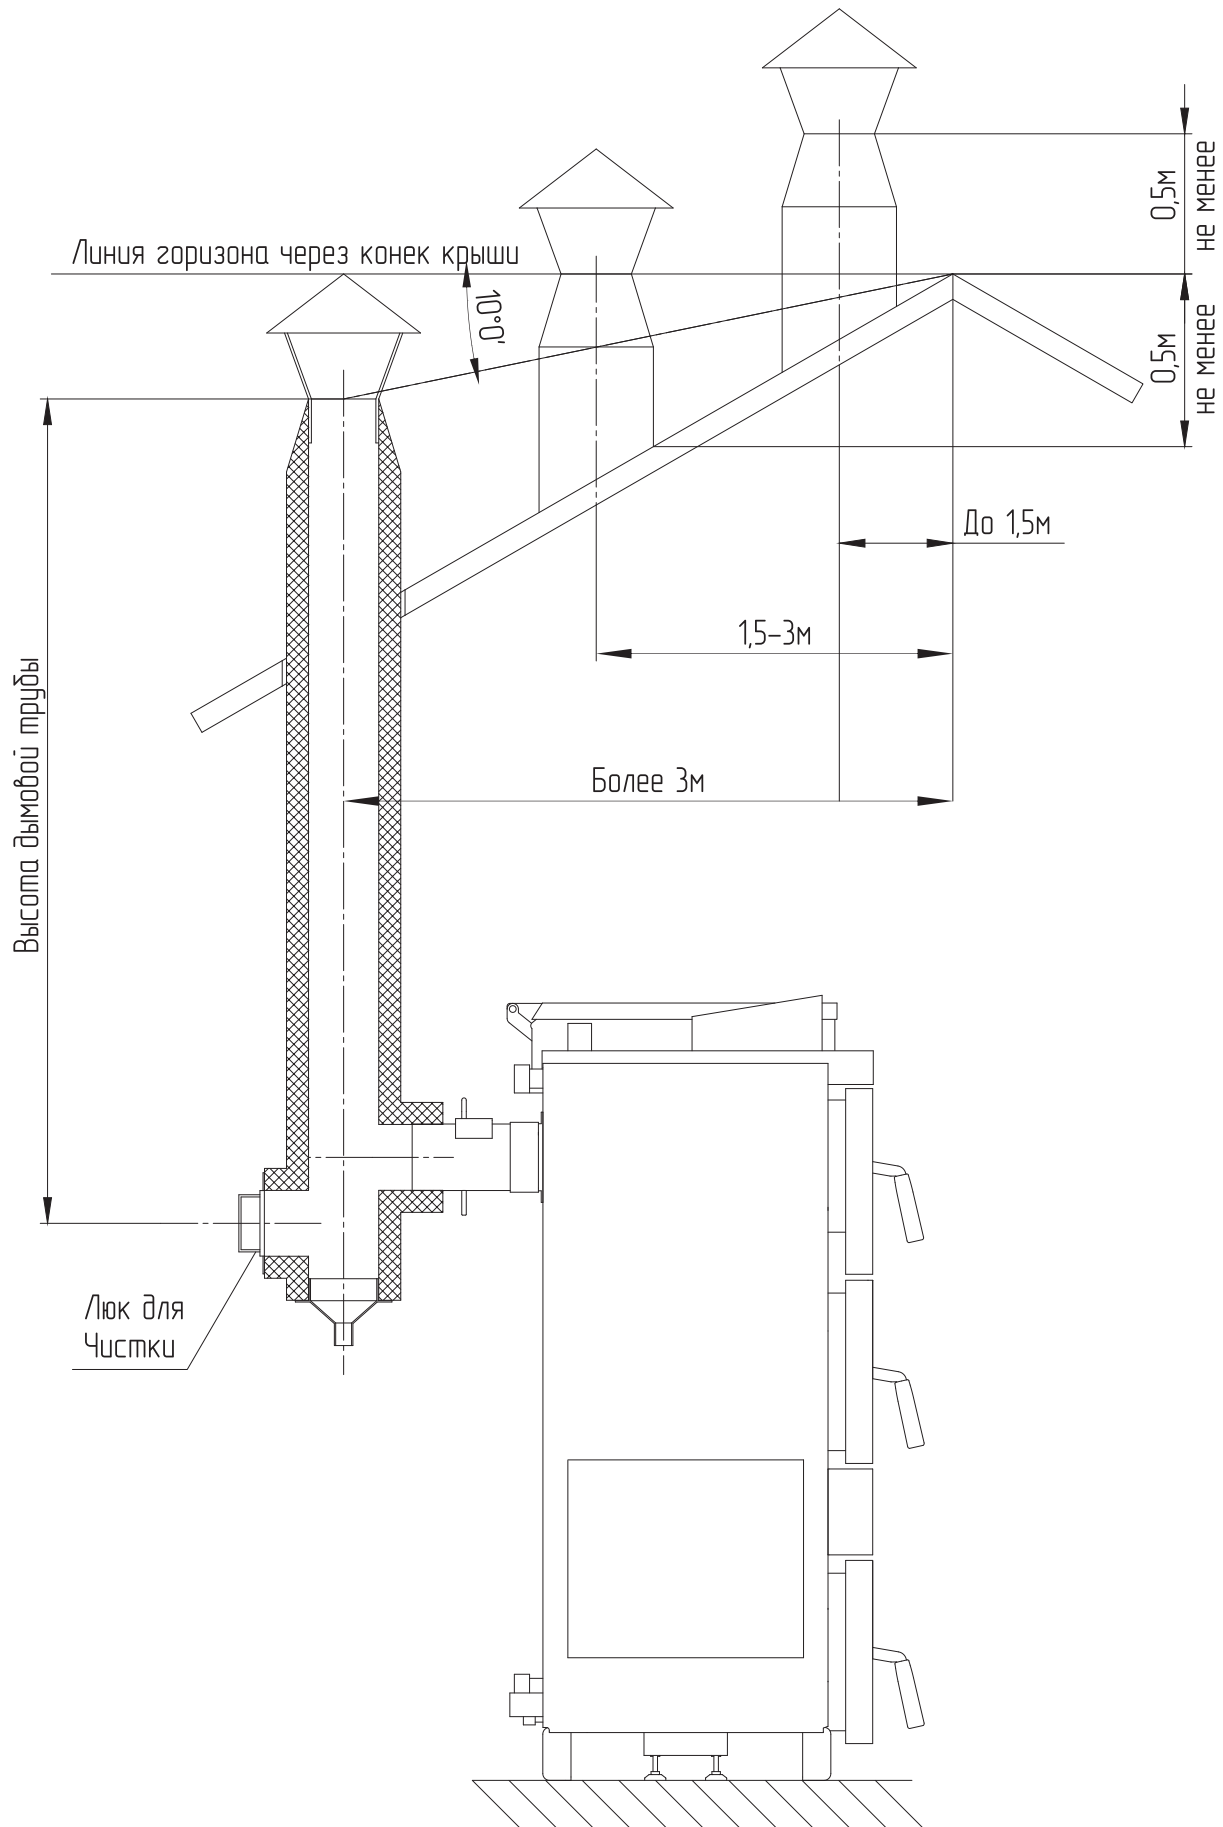 0,5м
не менее
Линия горизона через конек крыши
10°0'
0,5м
не менее
До 1,5м
1,5-3м
Более 3м
Высота дымовой трубы
Люк для
Чистки